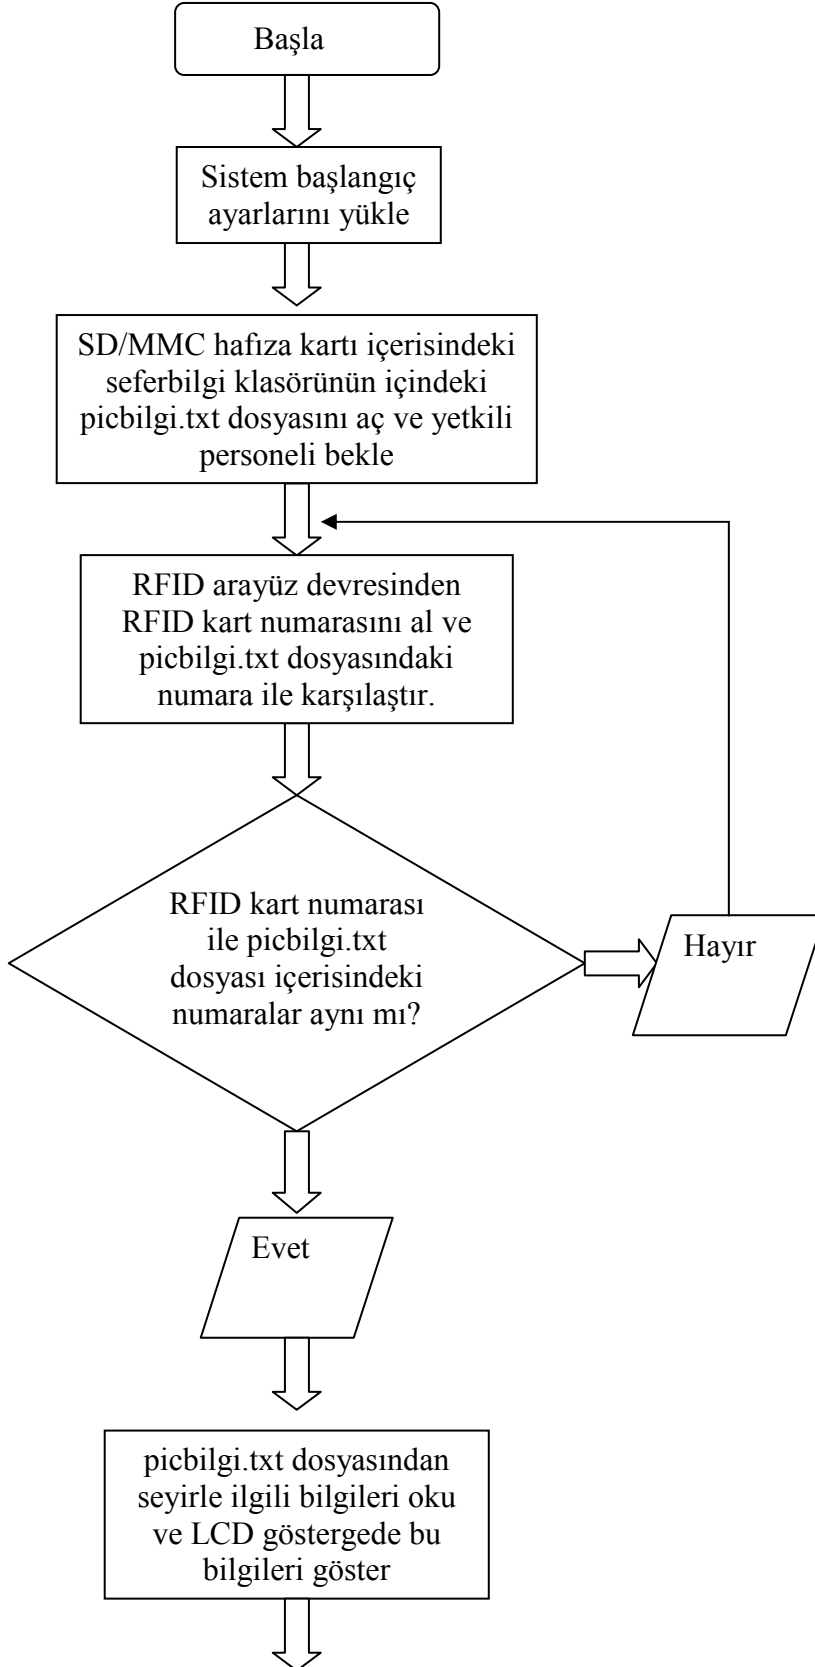 Başla
Sistem başlangıç
ayarlarını yükle
SD/MMC hafıza kartı içerisindeki
seferbilgi klasörünün içindeki
picbilgi.txt dosyasını aç ve yetkili
personeli bekle
RFID arayüz devresinden
RFID kart numarasını al ve
picbilgi.txt dosyasındaki
numara ile karşılaştır.
RFID kart numarası
ile picbilgi.txt
dosyası içerisindeki
numaralar aynı mı?
Hayır
Evet
picbilgi.txt dosyasından
seyirle ilgili bilgileri oku
ve LCD göstergede bu
bilgileri göster